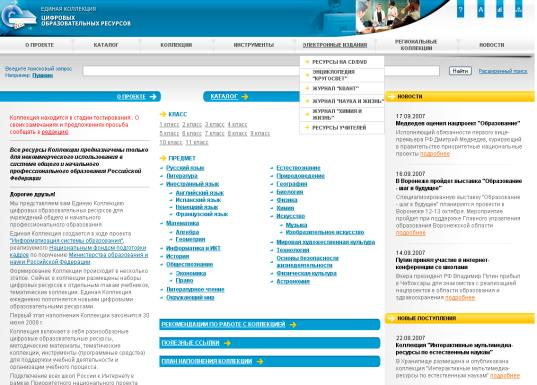 ЕДИНАЯ КОЛЛЕКЦИЯ
ЦИФРОВЫХ
ОБРАЗОВАТЕЛЬНЫХ РЕСУРСОВ
О ПРОЕКТЕ
КАТАЛОГ
КОЛЛЕКЦИИ
ИНСТРУМЕНТЫ
ЭЛЕКТРОННЫЕ ИЗДАНИЯ
РЕГИОНАЛЬНЫЕ
КОЛЛЕКЦИИ
НОВОСТИ
РЕСУРСЫ НА CD/DVD
ЭНЦИКЛОПЕДИЯ
"КРУГОСВЕТ"
ЖУРНАЛ "КВАНТ"
ЖУРНАЛ "НАУКА И ЖИЗНЬ"
ЖУРНАЛ "ХИМИЯ И
ЖИЗНЬ"
РЕСУРСЫ УЧИТЕЛЕЙ
Введите поисковый запрос
Например: Пушкин
Найти
Расширенный поиск
О ПРОЕКТЕ
Коллекция находится в стадии тестирования. О
своих замечаниях и предложениях просьба
сообщать в редакцию
Все ресурсы Коллекции предназначены только
для некоммерческого использования в
системе общего и начального
профессионального образования Российской
Федерации
Дорогие друзья!
Мы представляем вам Единую Коллекцию
цифровых образовательных ресурсов для
учреждений общего и начального
профессионального образования.
Единая Коллекция создается в ходе проекта
"Информатизация системы образования",
реализуемого Национальным фондом подготовки
кадров по поручению Министерства образования и
науки Российской Федерации.
Формирование Коллекции происходит в несколько
этапов. Сейчас в Коллекции размещены наборы
цифровых ресурсов к отдельным главам учебников,
тематические коллекции. Единая Коллекция
ежедневно пополняется новыми цифровыми
образовательными ресурсами.
Первый этап наполнения Коллекции закончится 30
июня 2008 г.
Коллекция включает в себя разнообразные
цифровые образовательные ресурсы,
методические материалы, тематические
коллекции, инструменты (программные средства)
для поддержки учебной деятельности и
организации учебного процесса.
Подключение всех школ России к Интернету в
рамках Приоритетного национального проекта
КАТАЛОГ
КЛАСС
1 класс 2 класс 3 класс 4 класс
5 класс 6 класс 7 класс 8 класс 9 класс
10 класс 11 класс
ПРЕДМЕТ
Русский язык
Литература
Иностранный язык
Английский язык
Испанский язык
Немецкий язык
Французский язык
Математика
Алгебра
Геометрия
Информатика и ИКТ
История
Обществознание
Экономика
Право
Литературное чтение
Окружающий мир
Естествознание
Природоведение
География
Биология
Физика
Химия
Искусство
Музыка
Изобразительное искусство
Мировая художественная культура
Технология
Основы безопасности
жизнедеятельности
Физическая культура
Астрономия
РЕКОМЕНДАЦИИ ПО РАБОТЕ С КОЛЛЕКЦИЕЙ
ПОЛЕЗНЫЕ ССЫЛКИ
ПЛАН НАПОЛНЕНИЯ КОЛЛЕКЦИИ
НОВОСТИ
17.09.2007
Медведев оценил нацпроект "Образование"
Исполняющий обязанности первого вице-
премьера РФ Дмитрий Медведев, курирующий
в правительстве приоритетные национальные
проекты подробнее
16.09.2007
В Воронеже пройдет выставка "Образование
- шаг в будущее"
Специализированную выставку "Образование
- шаг в будущее" планируется провести в
Воронеже 12-13 октября. Мероприятие
пройдет при поддержке Главного управления
образования Воронежской области
подробнее
14.09.2007
Путин принял участие в интернет-
конференции со школами
Вчера президент РФ Владимир Путин прибыл
в Чебоксары для знакомства с реализацией
нацпроектов в области образования и
здравоохранения подробнее
НОВЫЕ ПОСТУПЛЕНИЯ
22.08.2007
Коллекция "Интерактивные мультимедиа-
ресурсы по естественным наукам"
В Хранилище размещена и опубликована
коллекция "Интерактивные мультимедиа-
ресурсы по естественным наукам" подробнее